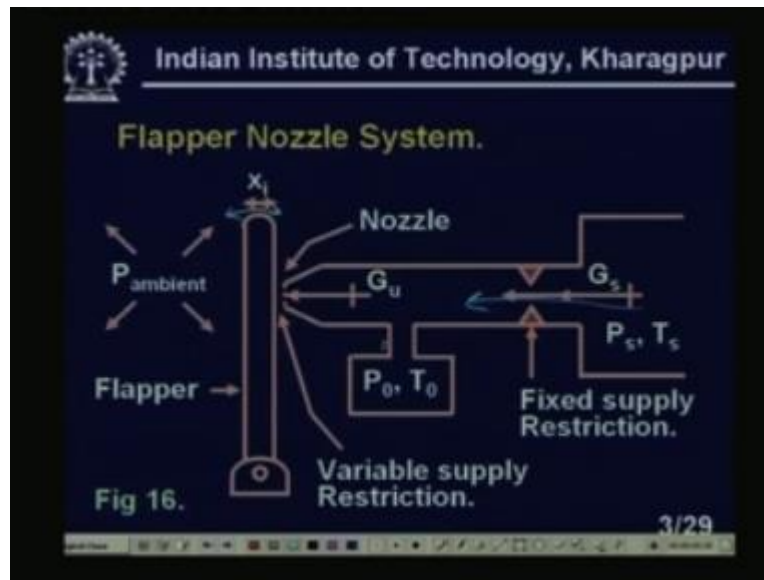 Indian Institute of Technology, Kharagpur
Flapper Nozzle System.
Xi
Nozzle
Pambient
Gu
Gs
Ps, Ts
Flapper
P0, T0
Fixed supply
Restriction.
Variable supply
Restriction.
Fig 16.
3/29